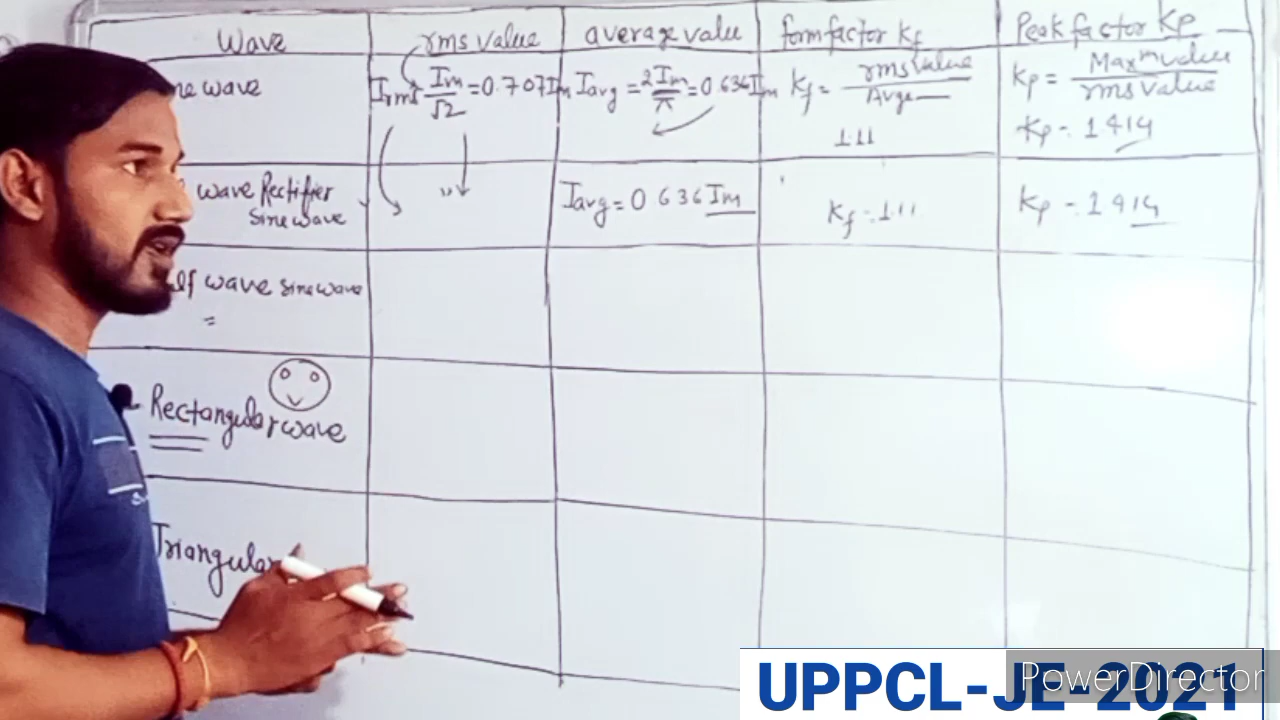 Wave rms value average value form factor Kf Peak factor Kp
ne wave Irms Im/√2 = 0.707Im Iavg = 2Im/π = 0.636Im Kf = rms value/Avge Kp = Maxm value/rms value
1.11 Kp = 1.414
wave Rectifier
sine wave " Iavg = 0.636 Im Kf = 1.11 Kp = 1.414
lf wave sine wave
=
Rectangular wave
Triangular
UPPCL-JE-2021
PowerDirector